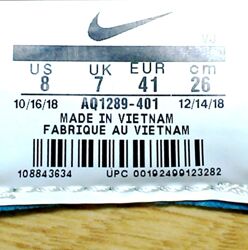 US UK EUR cm
8 7 41 26
10/16/18 AQ1289-401 12/14/18
MADE IN VIETNAM
FABRIQUE AU VIETNAM
108843634 UPC 00192499123282